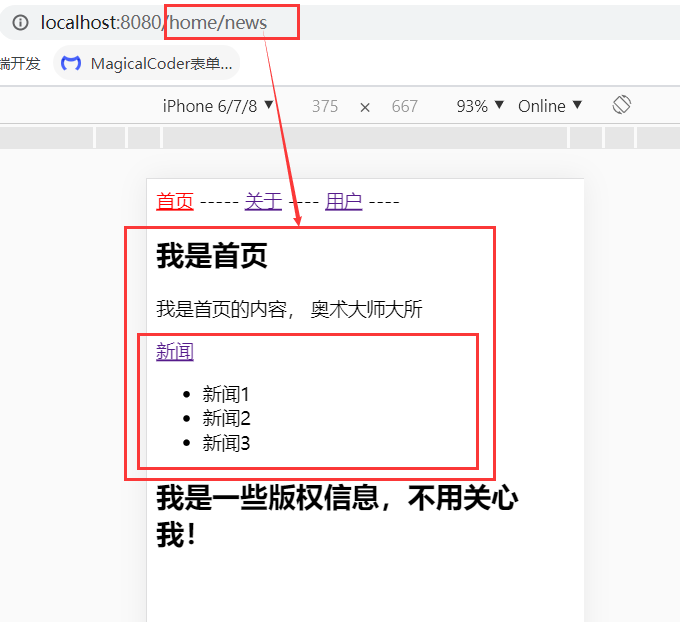 localhost:8080/home/news
端开发 MagicalCoder表单...
iPhone 6/7/8 ▼ 375 × 667 93% ▼ Online ▼
首页 ----- 关于 ---- 用户 ----
我是首页
我是首页的内容， 奥术大师大所
新闻
• 新闻1
• 新闻2
• 新闻3
我是一些版权信息，不用关心
我！